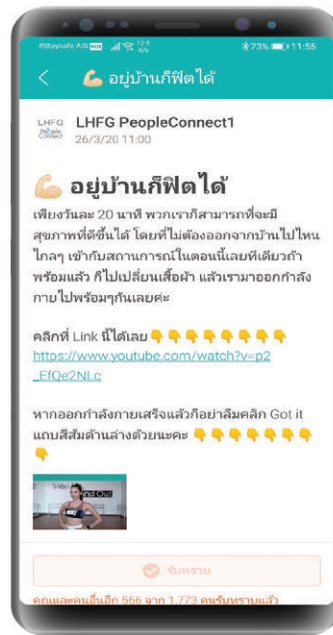 #Staysafe AIS
12.5
K/s
73%
11:55
💪 อยู่บ้านก็ฟิตได้
LHFG
People
Connect
LHFG PeopleConnect1
26/3/20 11:00
💪 อยู่บ้านก็ฟิตได้
เพียงวันละ 20 นาที พวกเราก็สามารถที่จะมี
สุขภาพที่ดีขึ้นได้ โดยที่ไม่ต้องออกจากบ้านไปไหน
ไกลๆ เข้ากับสถานการณ์ในตอนนี้เลยทีเดียวถ้า
พร้อมแล้ว ก็ไปเปลี่ยนเสื้อผ้า แล้วเรามาออกกำลัง
กายไปพร้อมๆกันเลยค่ะ
คลิกที่ Link นี้ได้เลย👇👇👇👇👇👇👇👇
https://www.youtube.com/watch?v=p2
_EfQe2NLc
หากออกกำลังกายเสร็จแล้วก็อย่าลืมคลิก Got it
แถบสีส้มด้านล่างด้วยนะคะ 👇👇👇👇👇👇👇
👇
รับทราบ
คุณและคนอื่นอีก 566 จาก 1,773 คนรับทราบแล้ว